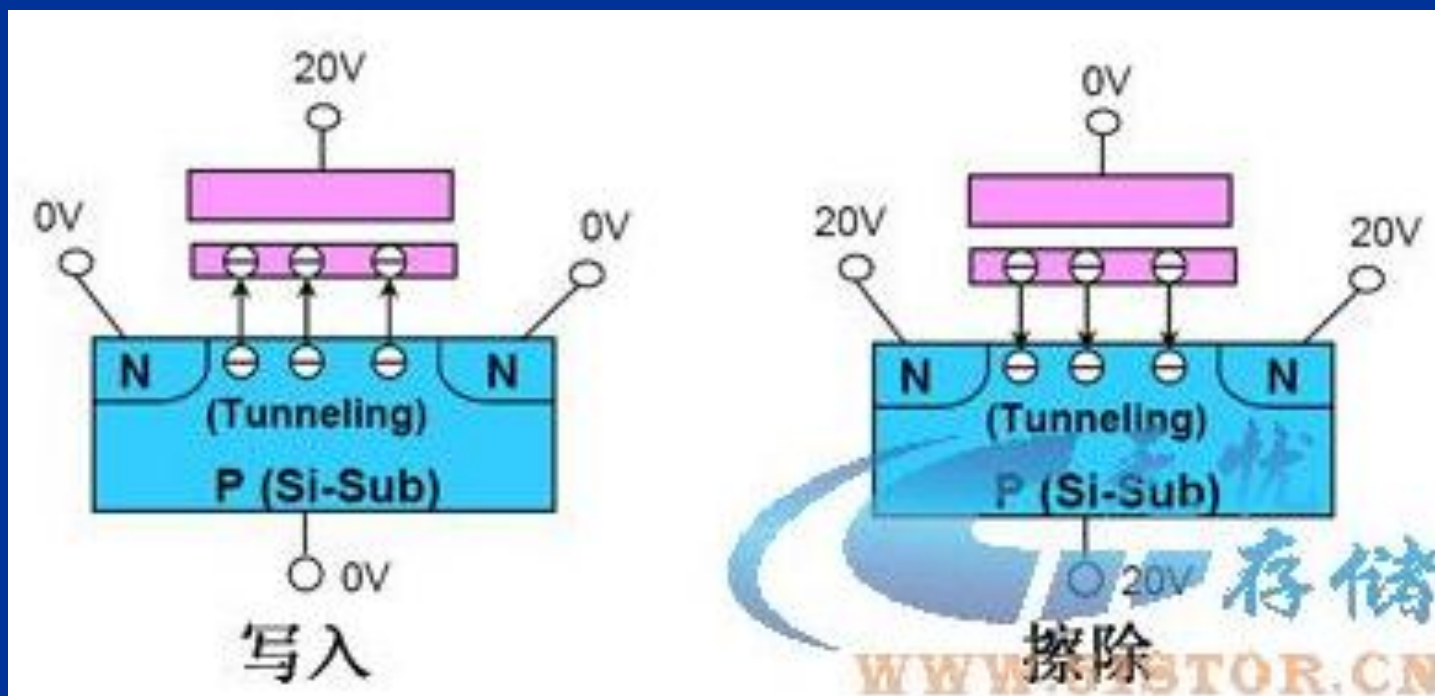 20V
0V
0V
N
N
(Tunneling)
P (Si-Sub)
0V
写入
0V
20V
20V
N
N
(Tunneling)
P (Si-Sub)
20V
存储
擦除